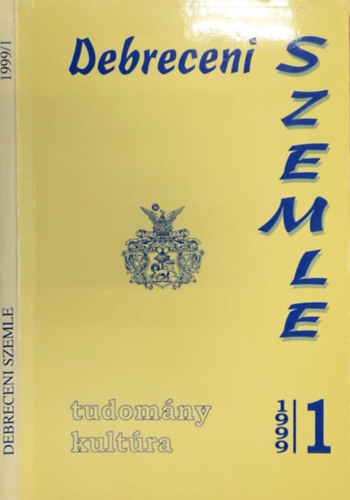 Debreceni
SZEMLE
tudomány
kultúra
1999
1
DEBRECENI SZEMLE
1999/1